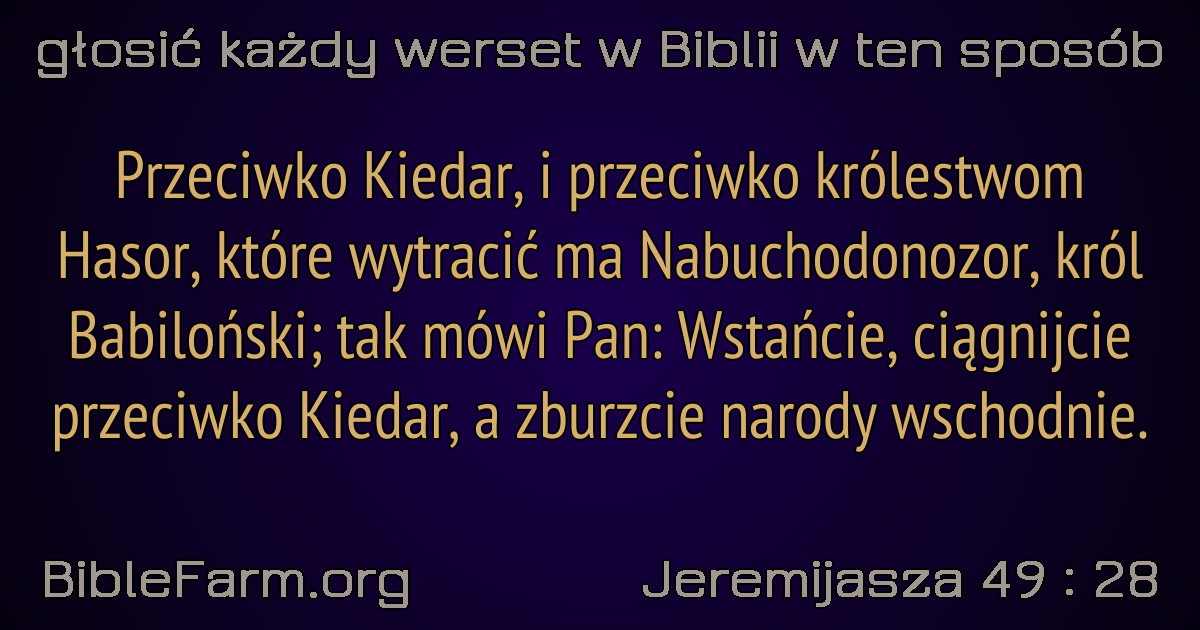 głosić każdy werset w Biblii w ten sposób
Przeciwko Kiedar, i przeciwko królestwom
Hasor, które wytracić ma Nabuchodonozor, król
Babiloński; tak mówi Pan: Wstańcie, ciągnijcie
przeciwko Kiedar, a zburzcie narody wschodnie.
BibleFarm.org
Jeremijasza 49 : 28